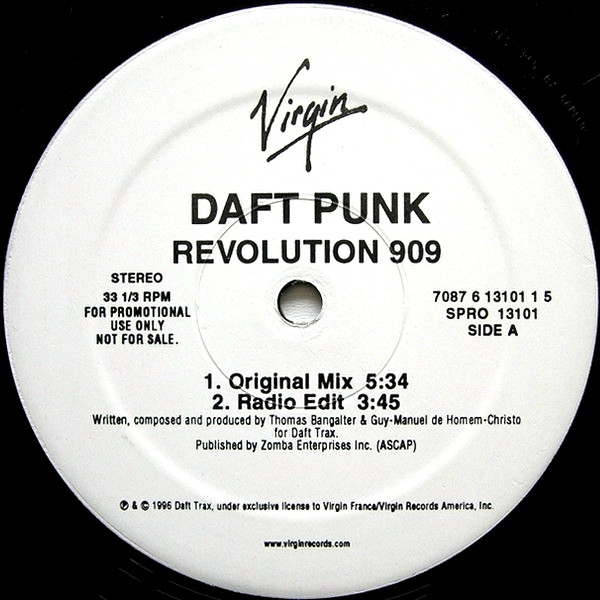 Virgin
DAFT PUNK
REVOLUTION 909
STEREO
33 1/3 RPM
FOR PROMOTIONAL
USE ONLY
NOT FOR SALE.
7087 6 13101 1 5
SPRO 13101
SIDE A
1. Original Mix 5:34
2. Radio Edit 3:45
Written, composed and produced by Thomas Bangalter & Guy-Manuel de Homem-Christo
for Daft Trax.
Published by Zomba Enterprises Inc. (ASCAP)
℗ & © 1996 Daft Trax, under exclusive license to Virgin France/Virgin Records America, Inc.
www.virginrecords.com